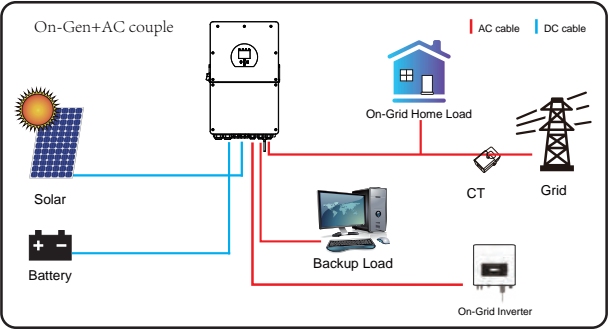 On-Gen+AC couple
AC cable
DC cable
On-Grid Home Load
Solar
CT
Grid
Battery
Backup Load
On-Grid Inverter